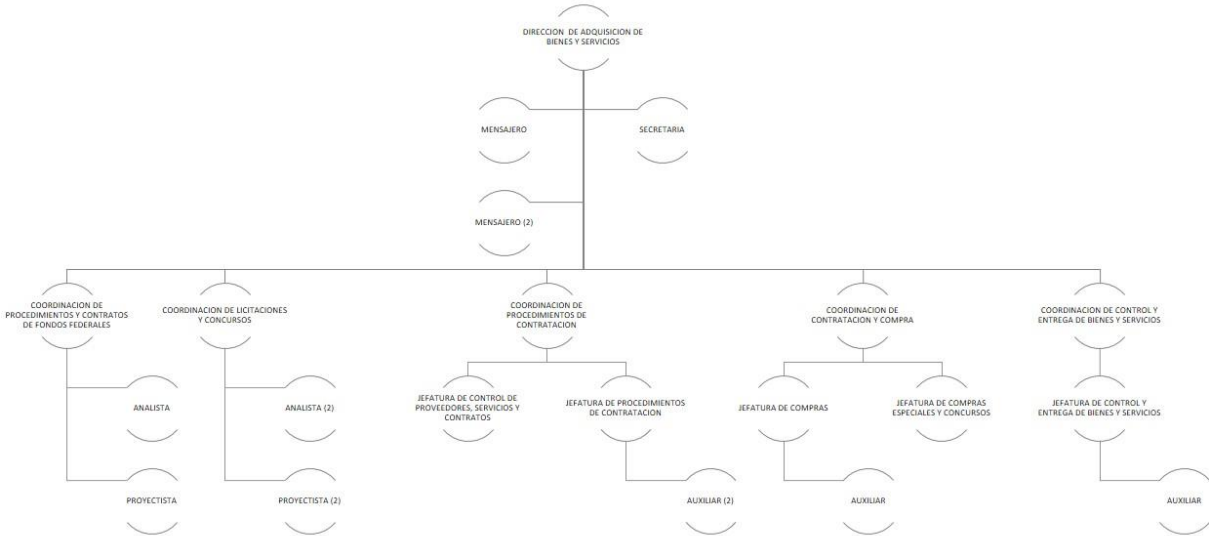 DIRECCION DE ADQUISICION DE
BIENES Y SERVICIOS
MENSAJERO
SECRETARIA
MENSAJERO (2)
COORDINACION DE
PROCEDIMIENTOS Y CONTRATOS
DE FONDOS FEDERALES
COORDINACION DE LICITACIONES
Y CONCURSOS
COORDINACION DE
PROCEDIMIENTOS DE
CONTRATACION
COORDINACION DE
CONTRATACION Y COMPRA
COORDINACION DE CONTROL Y
ENTREGA DE BIENES Y SERVICIOS
ANALISTA
ANALISTA (2)
JEFATURA DE CONTROL DE
PROVEEDORES, SERVICIOS Y
CONTRATOS
JEFATURA DE PROCEDIMIENTOS
DE CONTRATACION
JEFATURA DE COMPRAS
JEFATURA DE COMPRAS
ESPECIALES Y CONCURSOS
JEFATURA DE CONTROL Y
ENTREGA DE BIENES Y SERVICIOS
PROYECTISTA
PROYECTISTA (2)
AUXILIAR (2)
AUXILIAR
AUXILIAR